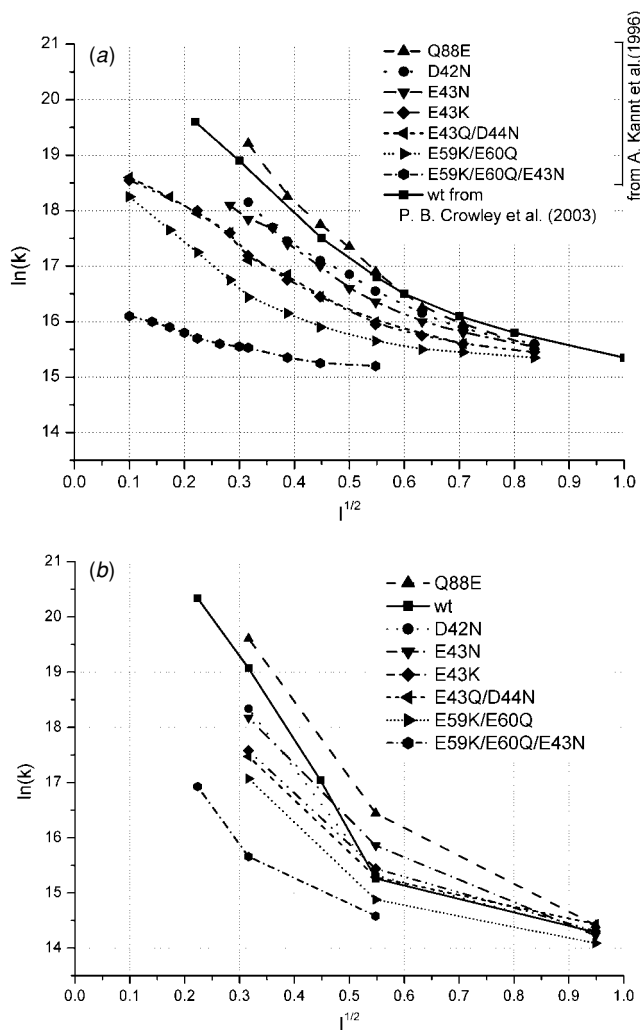 (a)
Q88E
D42N
E43N
E43K
E43Q/D44N
E59K/E60Q
E59K/E60Q/E43N
wt from
P. B. Crowley et al. (2003)
from A. Kannt et al.(1996)
ln(k)
21
20
19
18
17
16
15
14
13
0.0 0.1 0.2 0.3 0.4 0.5 0.6 0.7 0.8 0.9 1.0
I^1/2
(b)
Q88E
wt
D42N
E43N
E43K
E43Q/D44N
E59K/E60Q
E59K/E60Q/E43N
ln(k)
21
20
19
18
17
16
15
14
0.0 0.1 0.2 0.3 0.4 0.5 0.6 0.7 0.8 0.9 1.0
I^1/2